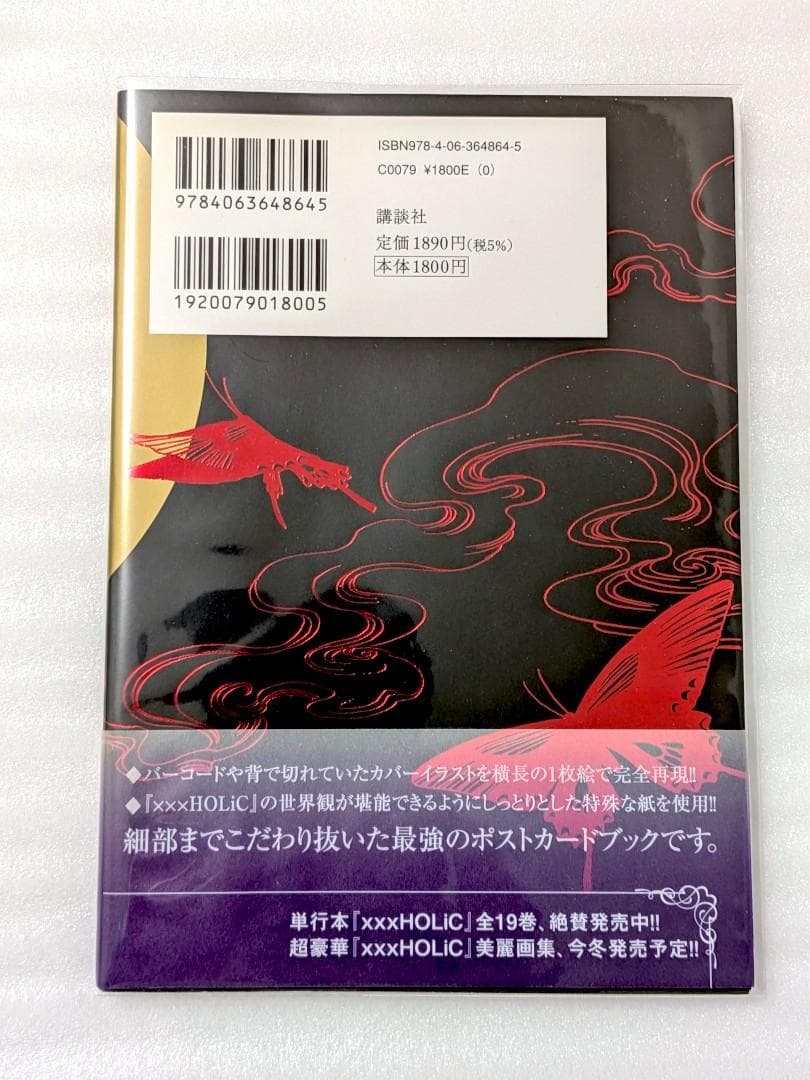 ISBN978-4-06-364864-5
C0079 ¥1800E (0)
9784063648645
講談社
定価1890円(税5%)
本体1800円
1920079018005
◆バーコードや背で切れていたカバーイラストを横長の1枚絵で完全再現!!
◆『×××HOLiC』の世界観が堪能できるようにしっとりとした特殊な紙を使用!!
細部までこだわり抜いた最強のポストカードブックです。
単行本『xxxHOLiC』全19巻、絶賛発売中!!
超豪華『xxxHOLiC』美麗画集、今冬発売予定!!